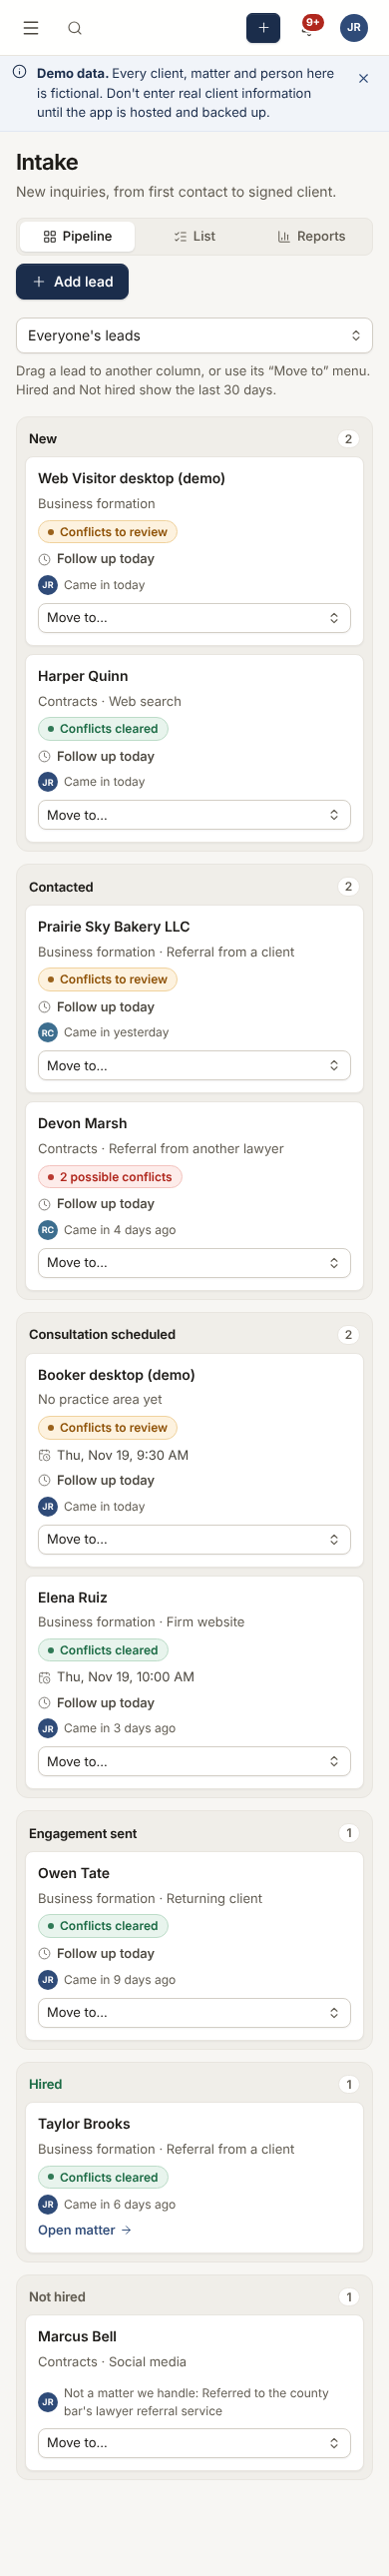 9+
JR
Demo data. Every client, matter and person here
is fictional. Don't enter real client information
until the app is hosted and backed up.
Intake
New inquiries, from first contact to signed client.
Pipeline
List
Reports
Add lead
Everyone's leads
Drag a lead to another column, or use its “Move to” menu.
Hired and Not hired show the last 30 days.
New
2
Web Visitor desktop (demo)
Business formation
Conflicts to review
Follow up today
JR Came in today
Move to...
Harper Quinn
Contracts · Web search
Conflicts cleared
Follow up today
JR Came in today
Move to...
Contacted
2
Prairie Sky Bakery LLC
Business formation · Referral from a client
Conflicts to review
Follow up today
RC Came in yesterday
Move to...
Devon Marsh
Contracts · Referral from another lawyer
2 possible conflicts
Follow up today
RC Came in 4 days ago
Move to...
Consultation scheduled
2
Booker desktop (demo)
No practice area yet
Conflicts to review
Thu, Nov 19, 9:30 AM
Follow up today
JR Came in today
Move to...
Elena Ruiz
Business formation · Firm website
Conflicts cleared
Thu, Nov 19, 10:00 AM
Follow up today
JR Came in 3 days ago
Move to...
Engagement sent
1
Owen Tate
Business formation · Returning client
Conflicts cleared
Follow up today
JR Came in 9 days ago
Move to...
Hired
1
Taylor Brooks
Business formation · Referral from a client
Conflicts cleared
JR Came in 6 days ago
Open matter →
Not hired
1
Marcus Bell
Contracts · Social media
JR Not a matter we handle: Referred to the county
bar's lawyer referral service
Move to...